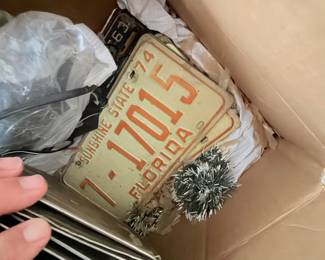 63
SUNSHINE STATE 74
7-17015
FLORIDA